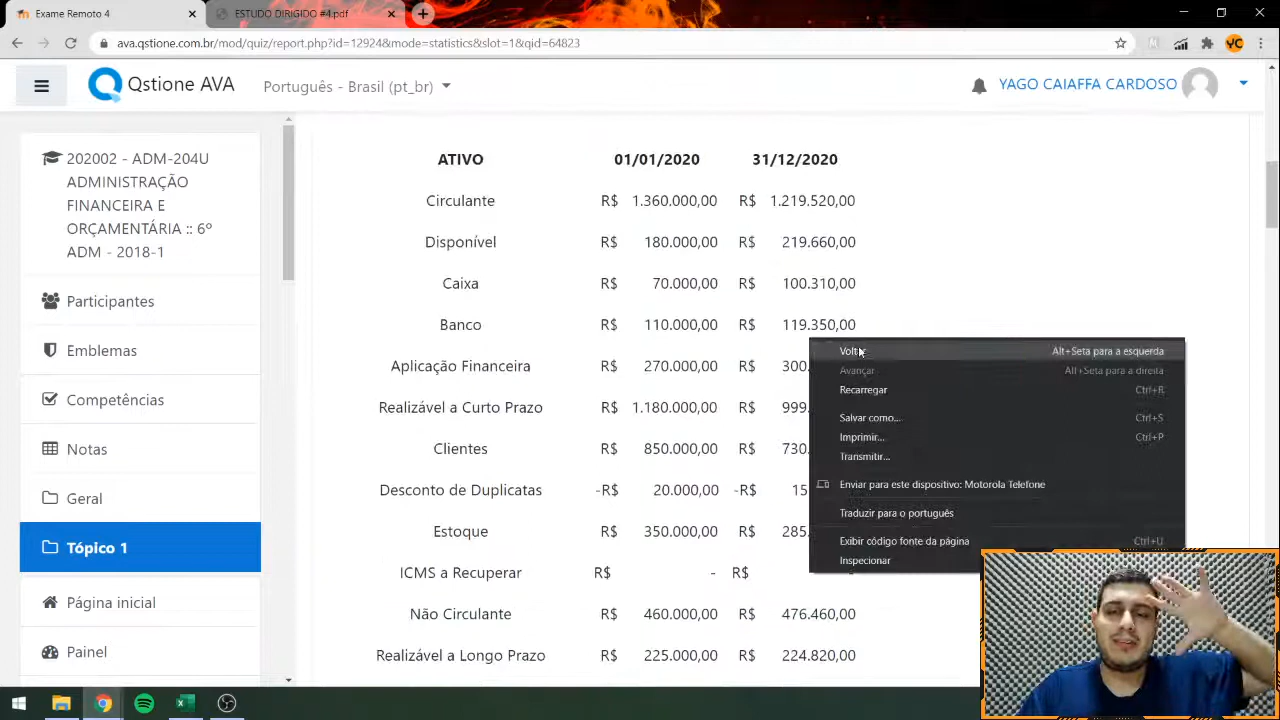 Exame Remoto 4
ESTUDO DIRIGIDO #4.pdf
ava.qstione.com.br/mod/quiz/report.php?id=12924&mode=statistics&slot=1&qid=64823
YC
Qstione AVA
Português - Brasil (pt_br)
YAGO CAIAFFA CARDOSO
202002 - ADM-204U
ADMINISTRAÇÃO
FINANCEIRA E
ORÇAMENTÁRIA :: 6º
ADM - 2018-1
Participantes
Emblemas
Competências
Notas
Geral
Tópico 1
Página inicial
Painel
ATIVO 01/01/2020 31/12/2020
Circulante R$ 1.360.000,00 R$ 1.219.520,00
Disponível R$ 180.000,00 R$ 219.660,00
Caixa R$ 70.000,00 R$ 100.310,00
Banco R$ 110.000,00 R$ 119.350,00
Aplicação Financeira R$ 270.000,00 R$ 300.
Realizável a Curto Prazo R$ 1.180.000,00 R$ 999.
Clientes R$ 850.000,00 R$ 730.
Desconto de Duplicatas -R$ 20.000,00 -R$ 15
Estoque R$ 350.000,00 R$ 285.
ICMS a Recuperar R$ - R$
Não Circulante R$ 460.000,00 R$ 476.460,00
Realizável a Longo Prazo R$ 225.000,00 R$ 224.820,00
Voltar Alt+Seta para a esquerda
Avançar Alt+Seta para a direita
Recarregar Ctrl+R
Salvar como... Ctrl+S
Imprimir... Ctrl+P
Transmitir...
Enviar para este dispositivo: Motorola Telefone
Traduzir para o português
Exibir código fonte da página Ctrl+U
Inspecionar